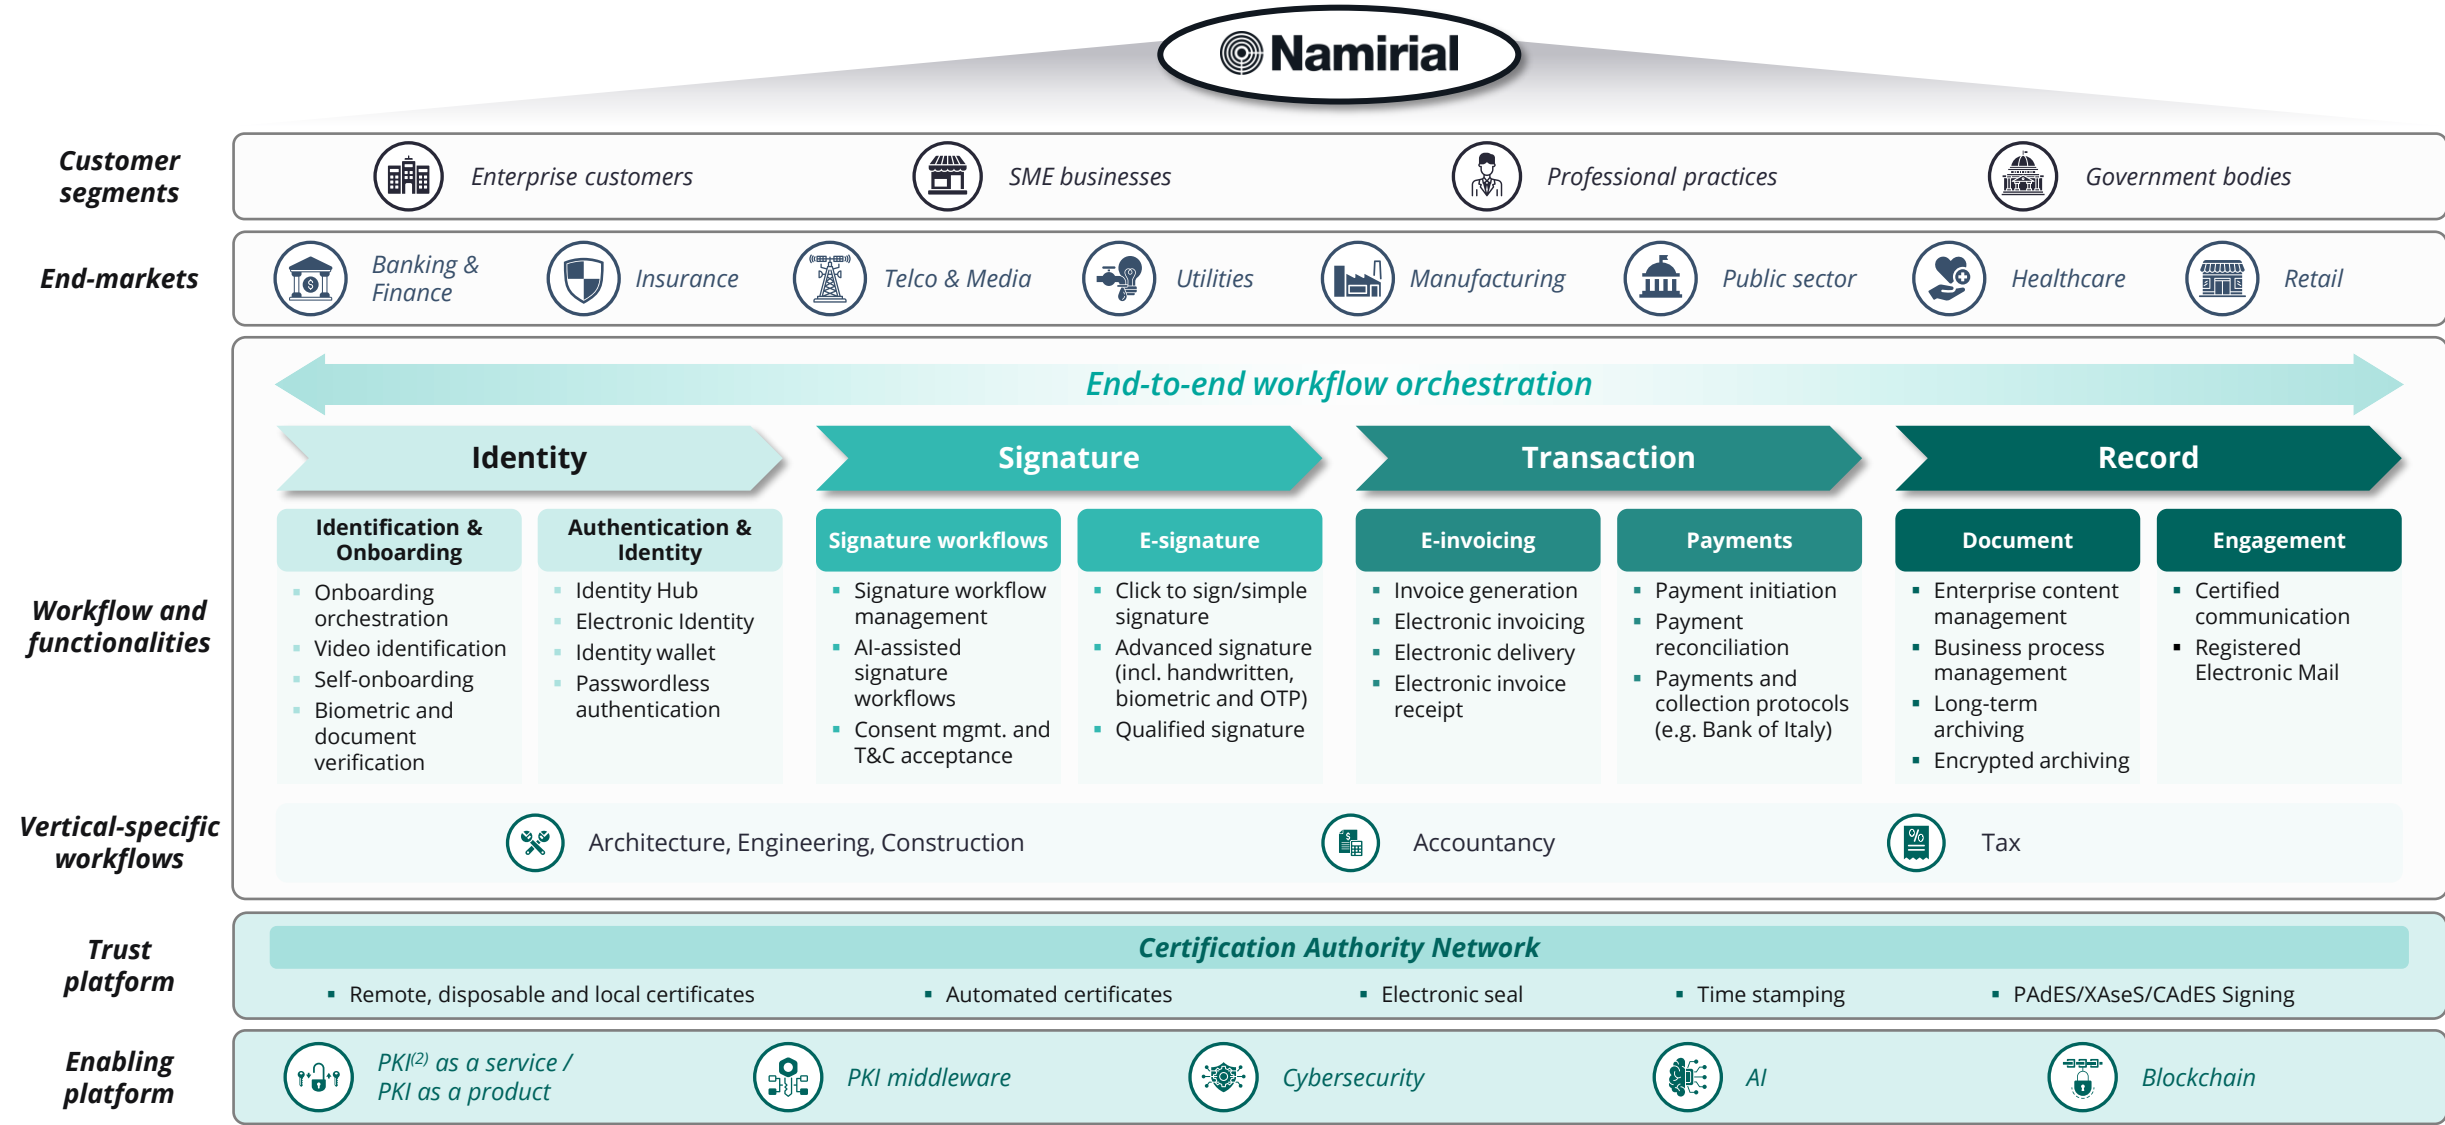 Namirial
Customer
segments
Enterprise customers
SME businesses
Professional practices
Government bodies
End-markets
Banking &
Finance
Insurance
Telco & Media
Utilities
Manufacturing
Public sector
Healthcare
Retail
End-to-end workflow orchestration
Identity
Signature
Transaction
Record
Workflow and
functionalities
Identification &
Onboarding
▪ Onboarding
orchestration
▪ Video identification
▪ Self-onboarding
▪ Biometric and
document
verification
Authentication &
Identity
▪ Identity Hub
▪ Electronic Identity
▪ Identity wallet
▪ Passwordless
authentication
Signature workflows
▪ Signature workflow
management
▪ AI-assisted
signature
workflows
▪ Consent mgmt. and
T&C acceptance
E-signature
▪ Click to sign/simple
signature
▪ Advanced signature
(incl. handwritten,
biometric and OTP)
▪ Qualified signature
E-invoicing
▪ Invoice generation
▪ Electronic invoicing
▪ Electronic delivery
▪ Electronic invoice
receipt
Payments
▪ Payment initiation
▪ Payment
reconciliation
▪ Payments and
collection protocols
(e.g. Bank of Italy)
Document
▪ Enterprise content
management
▪ Business process
management
▪ Long-term
archiving
▪ Encrypted archiving
Engagement
▪ Certified
communication
▪ Registered
Electronic Mail
Vertical-specific
workflows
Architecture, Engineering, Construction
Accountancy
Tax
Trust
platform
Certification Authority Network
▪ Remote, disposable and local certificates
▪ Automated certificates
▪ Electronic seal
▪ Time stamping
▪ PAdES/XAseS/CAdES Signing
Enabling
platform
PKI(2) as a service /
PKI as a product
PKI middleware
Cybersecurity
AI
Blockchain